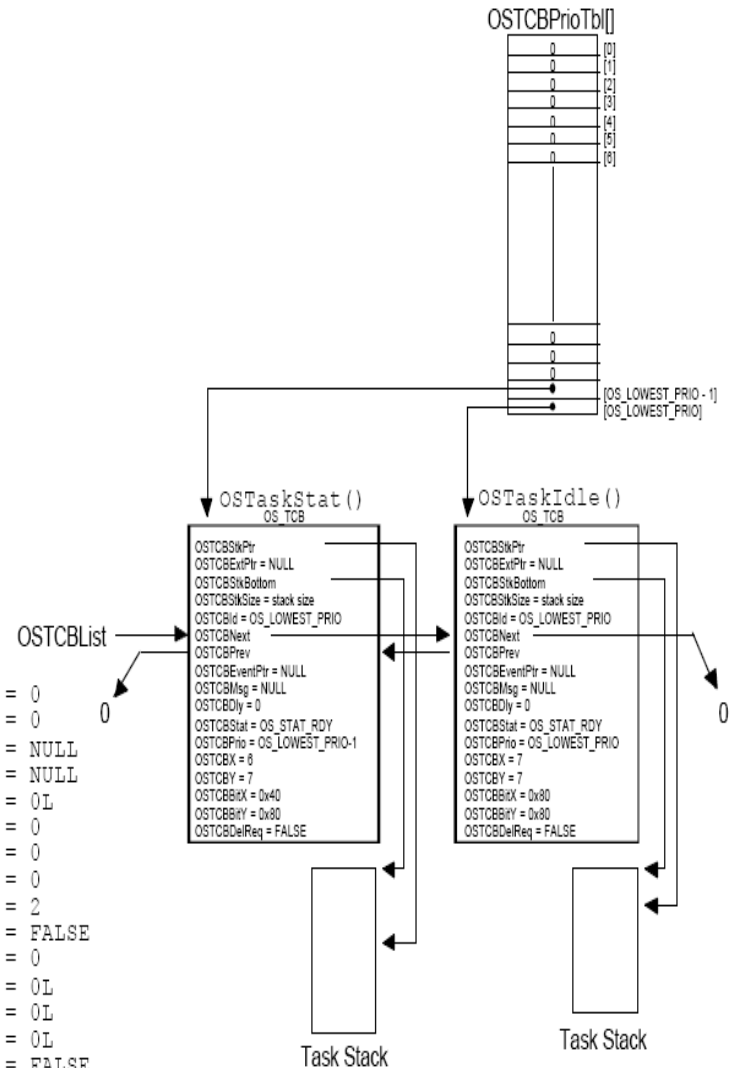 OSTCBPrioTbl[]
0 [0]
0 [1]
0 [2]
0 [3]
0 [4]
0 [5]
0 [6]
0
0
0
[OS_LOWEST_PRIO - 1]
[OS_LOWEST_PRIO]
OSTaskStat()
OS_TCB
OSTCBStkPtr
OSTCBExtPtr = NULL
OSTCBStkBottom
OSTCBStkSize = stack size
OSTCBId = OS_LOWEST_PRIO
OSTCBNext
OSTCBPrev
OSTCBEventPtr = NULL
OSTCBMsg = NULL
OSTCBDly = 0
OSTCBStat = OS_STAT_RDY
OSTCBPrio = OS_LOWEST_PRIO-1
OSTCBX = 6
OSTCBY = 7
OSTCBBitX = 0x40
OSTCBBitY = 0x80
OSTCBDelReq = FALSE
OSTaskIdle()
OS_TCB
OSTCBStkPtr
OSTCBExtPtr = NULL
OSTCBStkBottom
OSTCBStkSize = stack size
OSTCBId = OS_LOWEST_PRIO
OSTCBNext
OSTCBPrev
OSTCBEventPtr = NULL
OSTCBMsg = NULL
OSTCBDly = 0
OSTCBStat = OS_STAT_RDY
OSTCBPrio = OS_LOWEST_PRIO
OSTCBX = 7
OSTCBY = 7
OSTCBBitX = 0x80
OSTCBBitY = 0x80
OSTCBDelReq = FALSE
OSTCBList
0
0
= 0
= 0
= NULL
= NULL
= 0L
= 0
= 0
= 0
= 2
= FALSE
= 0
= 0L
= 0L
= 0L
= FALSE
Task Stack
Task Stack